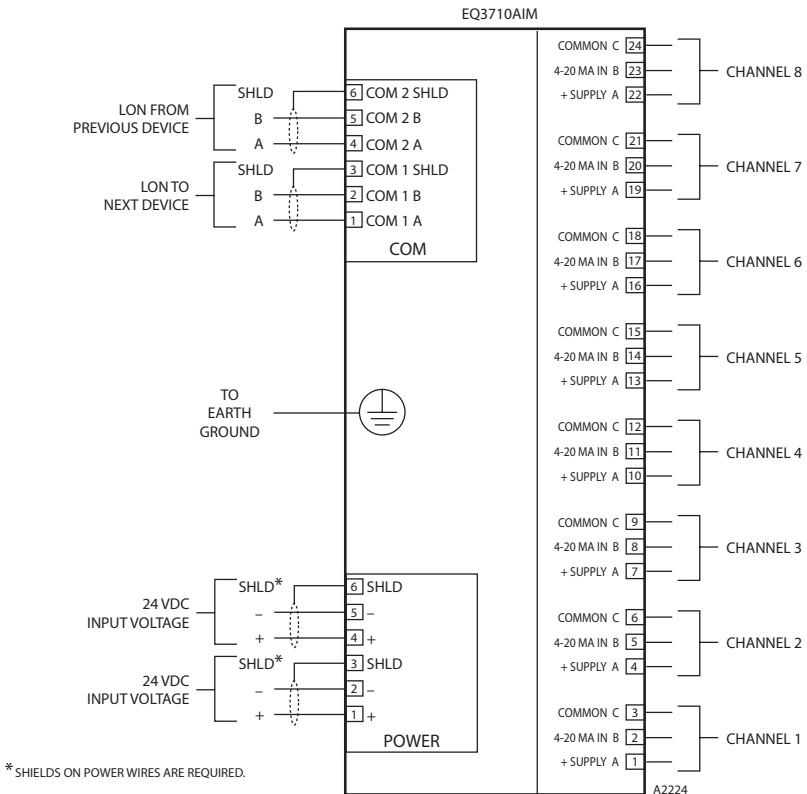 EQ3710AIM
LON FROM
PREVIOUS DEVICE
SHLD
B
A
6 COM 2 SHLD
5 COM 2 B
4 COM 2 A
LON TO
NEXT DEVICE
SHLD
B
A
3 COM 1 SHLD
2 COM 1 B
1 COM 1 A
COM
TO
EARTH
GROUND
24 VDC
INPUT VOLTAGE
SHLD*
–
+
6 SHLD
5 –
4 +
24 VDC
INPUT VOLTAGE
SHLD*
–
+
3 SHLD
2 –
1 +
POWER
* SHIELDS ON POWER WIRES ARE REQUIRED.
COMMON C 24
4-20 MA IN B 23
+ SUPPLY A 22
CHANNEL 8
COMMON C 21
4-20 MA IN B 20
+ SUPPLY A 19
CHANNEL 7
COMMON C 18
4-20 MA IN B 17
+ SUPPLY A 16
CHANNEL 6
COMMON C 15
4-20 MA IN B 14
+ SUPPLY A 13
CHANNEL 5
COMMON C 12
4-20 MA IN B 11
+ SUPPLY A 10
CHANNEL 4
COMMON C 9
4-20 MA IN B 8
+ SUPPLY A 7
CHANNEL 3
COMMON C 6
4-20 MA IN B 5
+ SUPPLY A 4
CHANNEL 2
COMMON C 3
4-20 MA IN B 2
+ SUPPLY A 1
CHANNEL 1
A2224